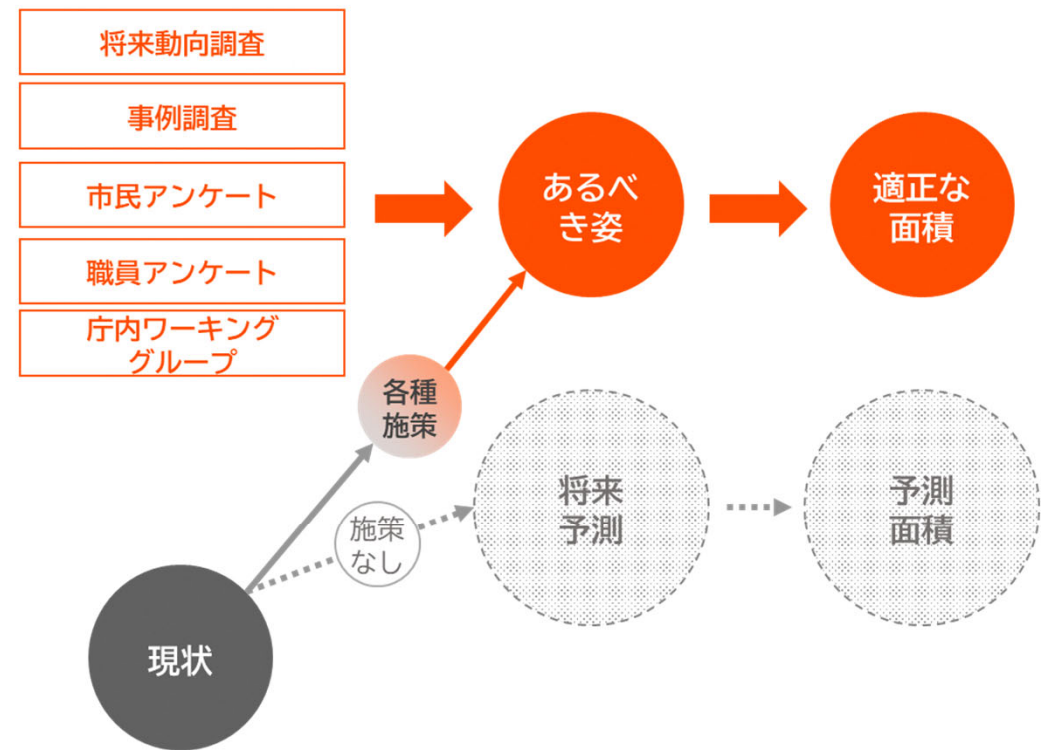 将来動向調査
事例調査
市民アンケート
職員アンケート
庁内ワーキング
グループ
あるべ
き姿
適正な
面積
各種
施策
施策
なし
将来
予測
予測
面積
現状